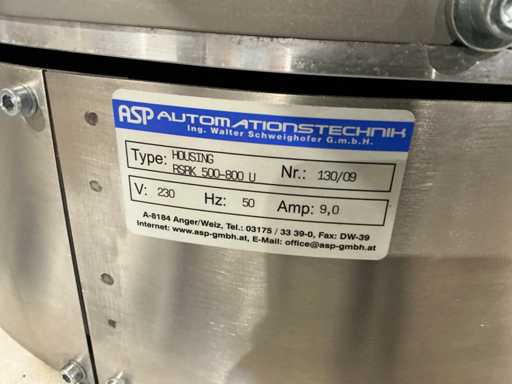 ASP AUTOMATIONSTECHNIK
Ing. Walter Schweighofer G.m.b.H.
Type: HOUSING
RSRK 500-800 U
Nr.: 130/09
V: 230 Hz: 50 Amp: 9,0
A-8184 Anger/Weiz, Tel.: 03175 / 33 39-0, Fax: DW-39
Internet: www.asp-gmbh.at, E-Mail: office@asp-gmbh.at